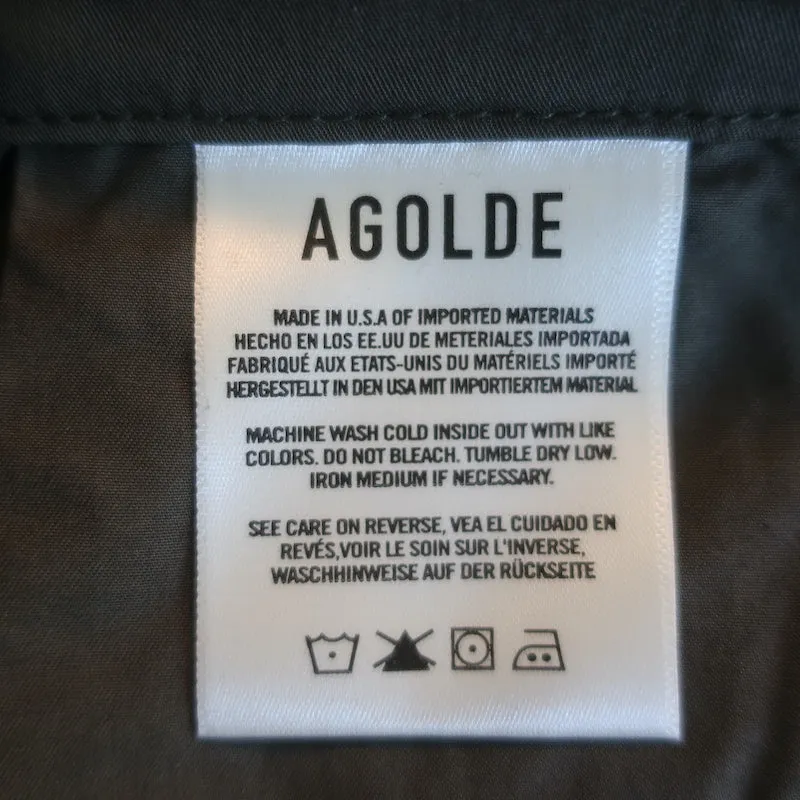 AGOLDE
MADE IN U.S.A OF IMPORTED MATERIALS
HECHO EN LOS EE.UU DE METERIALES IMPORTADA
FABRIQUÉ AUX ETATS-UNIS DU MATÉRIELS IMPORTÉ
HERGESTELLT IN DEN USA MIT IMPORTIERTEM MATERIAL
MACHINE WASH COLD INSIDE OUT WITH LIKE
COLORS. DO NOT BLEACH. TUMBLE DRY LOW.
IRON MEDIUM IF NECESSARY.
SEE CARE ON REVERSE, VEA EL CUIDADO EN
REVÉS,VOIR LE SOIN SUR L'INVERSE,
WASCHHINWEISE AUF DER RÜCKSEITE